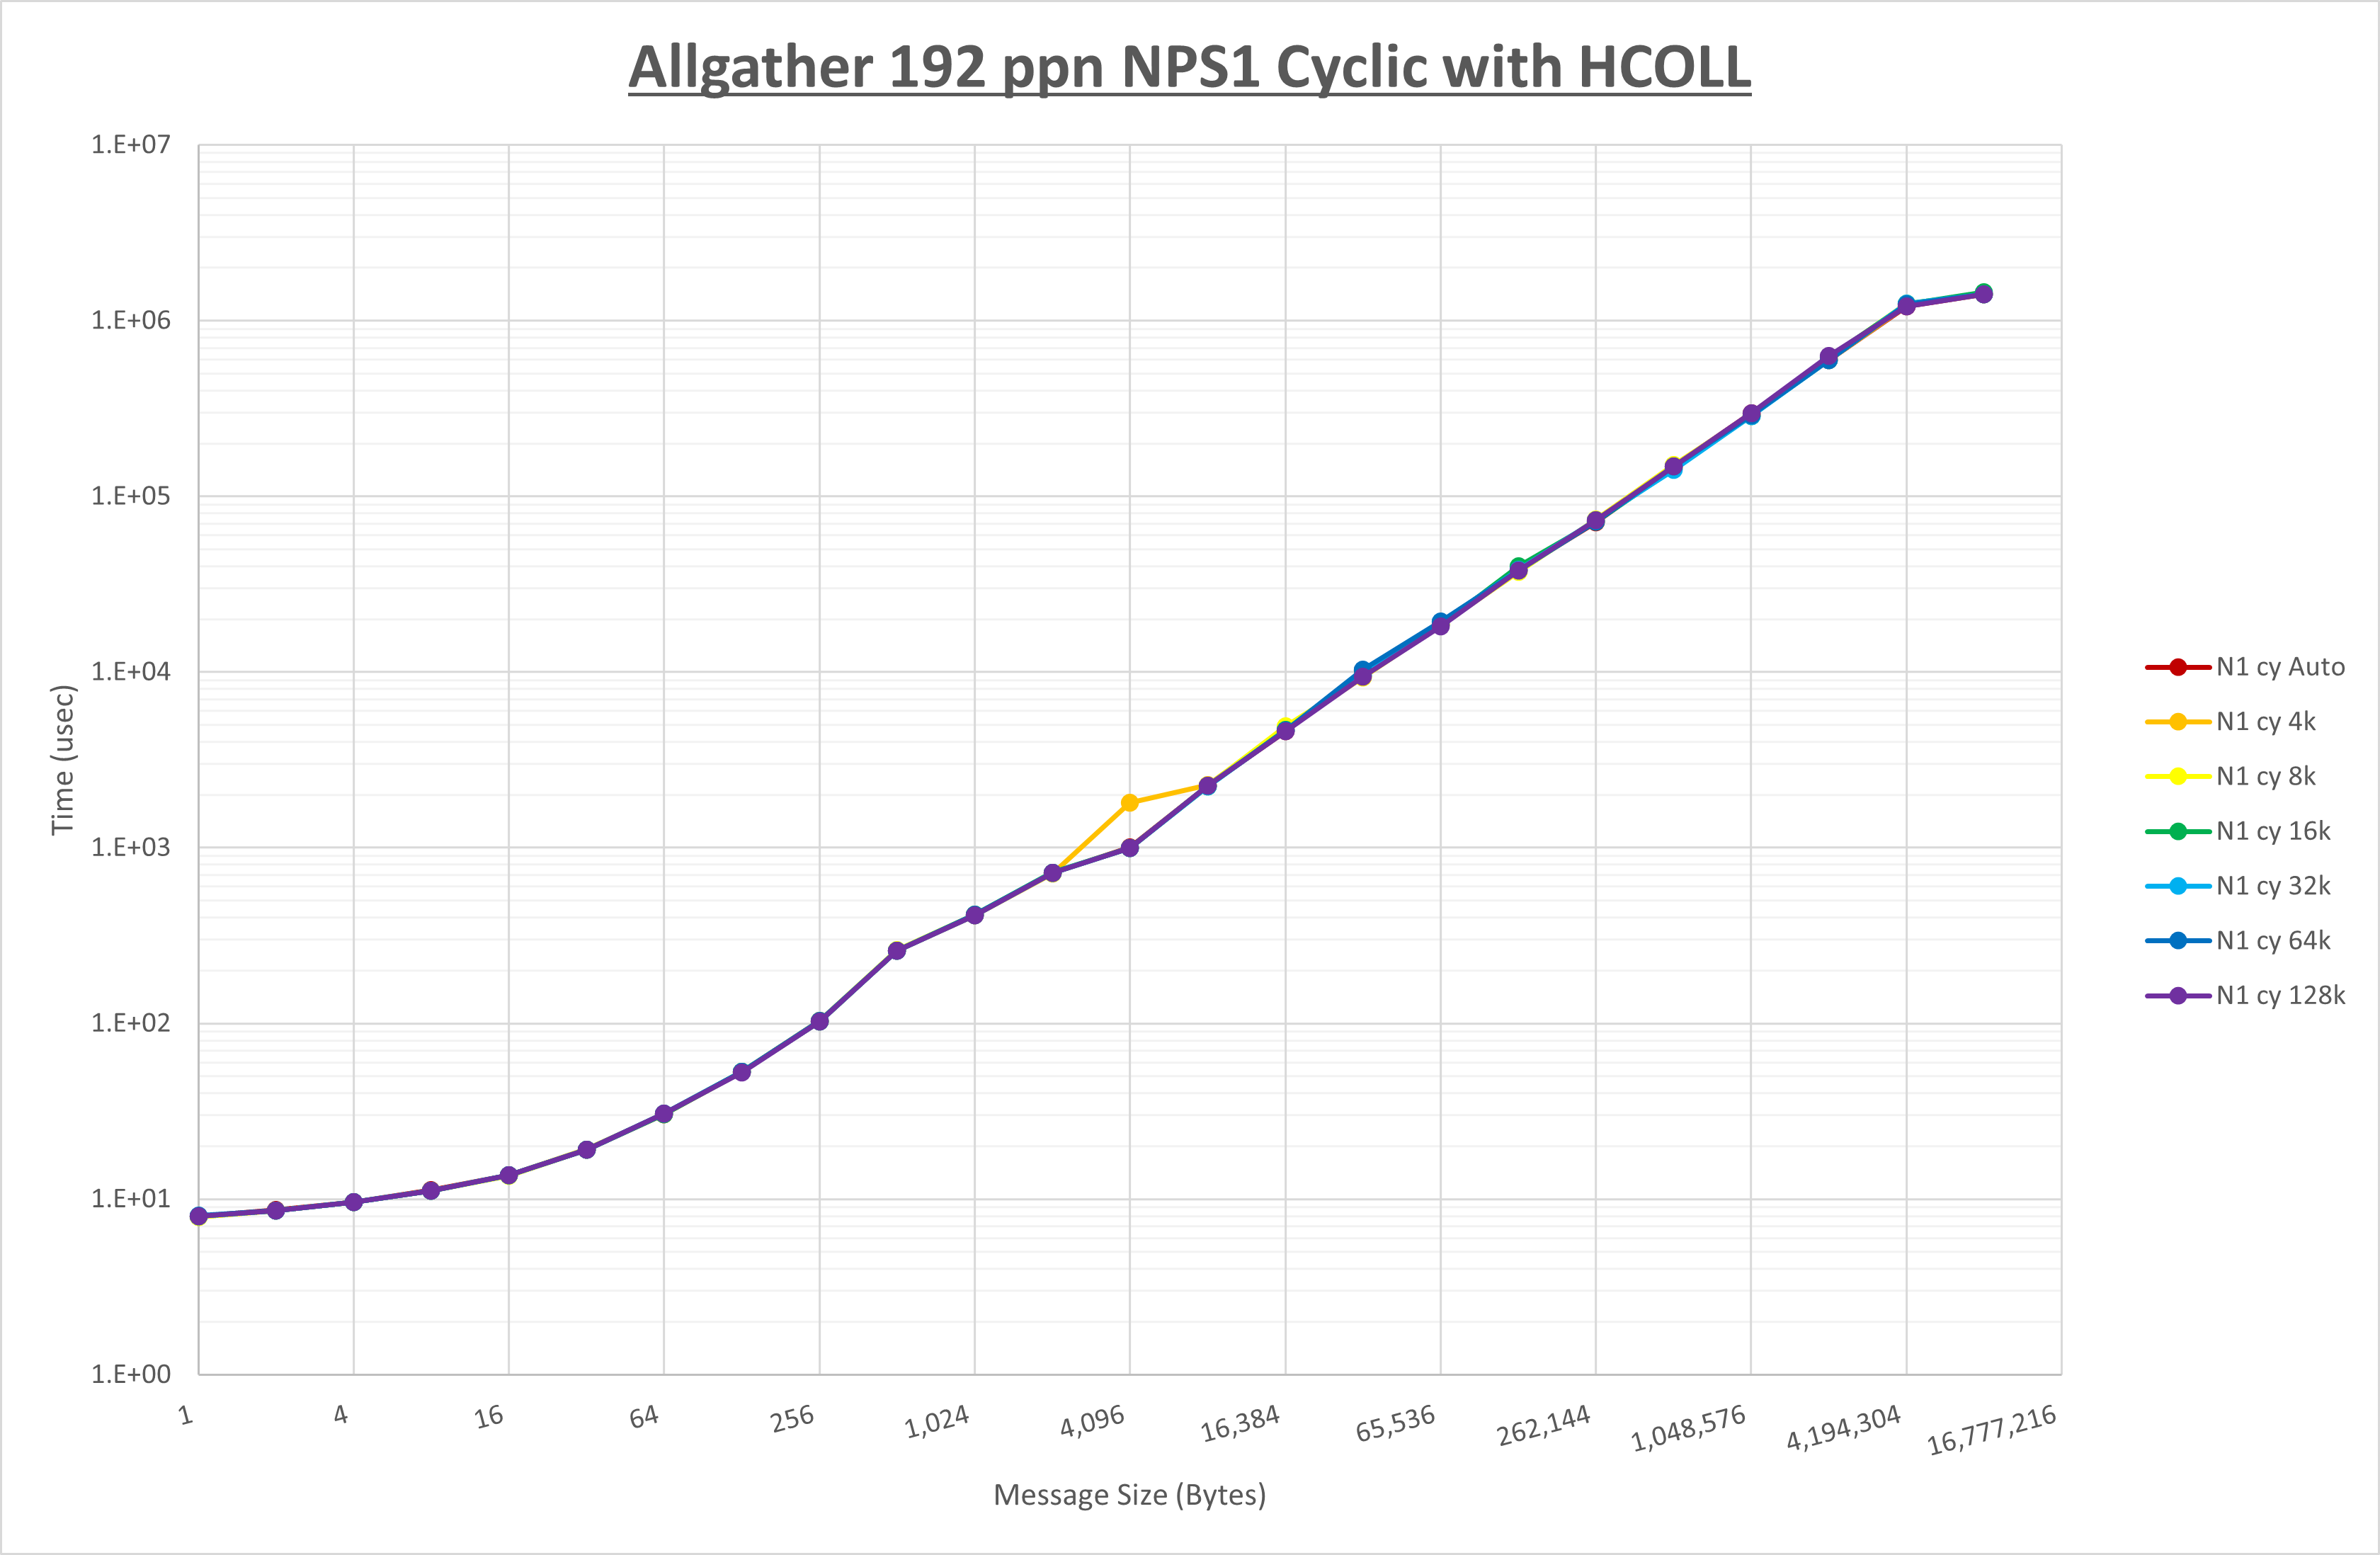 Allgather 192 ppn NPS1 Cyclic with HCOLL
1.E+07
1.E+06
1.E+05
1.E+04
1.E+03
1.E+02
1.E+01
1.E+00
Time (usec)
1
4
16
64
256
1,024
4,096
16,384
65,536
262,144
1,048,576
4,194,304
16,777,216
Message Size (Bytes)
N1 cy Auto
N1 cy 4k
N1 cy 8k
N1 cy 16k
N1 cy 32k
N1 cy 64k
N1 cy 128k